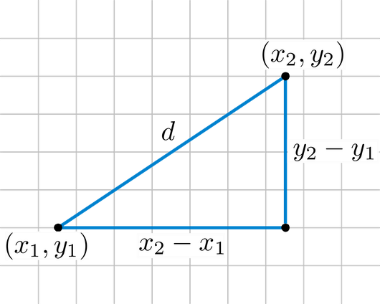 (x₂, y₂)
d
y₂ − y₁
(x₁, y₁)
x₂ − x₁